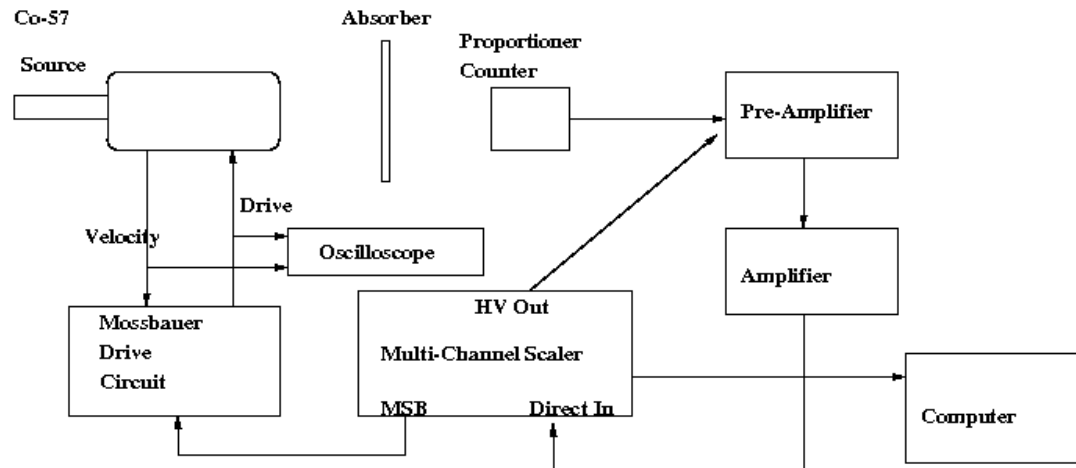 Co-57
Source
Absorber
Proportioner
Counter
Pre-Amplifier
Drive
Velocity
Oscilloscope
Amplifier
HV Out
Mossbauer
Drive
Circuit
Multi-Channel Scaler
MSB
Direct In
Computer